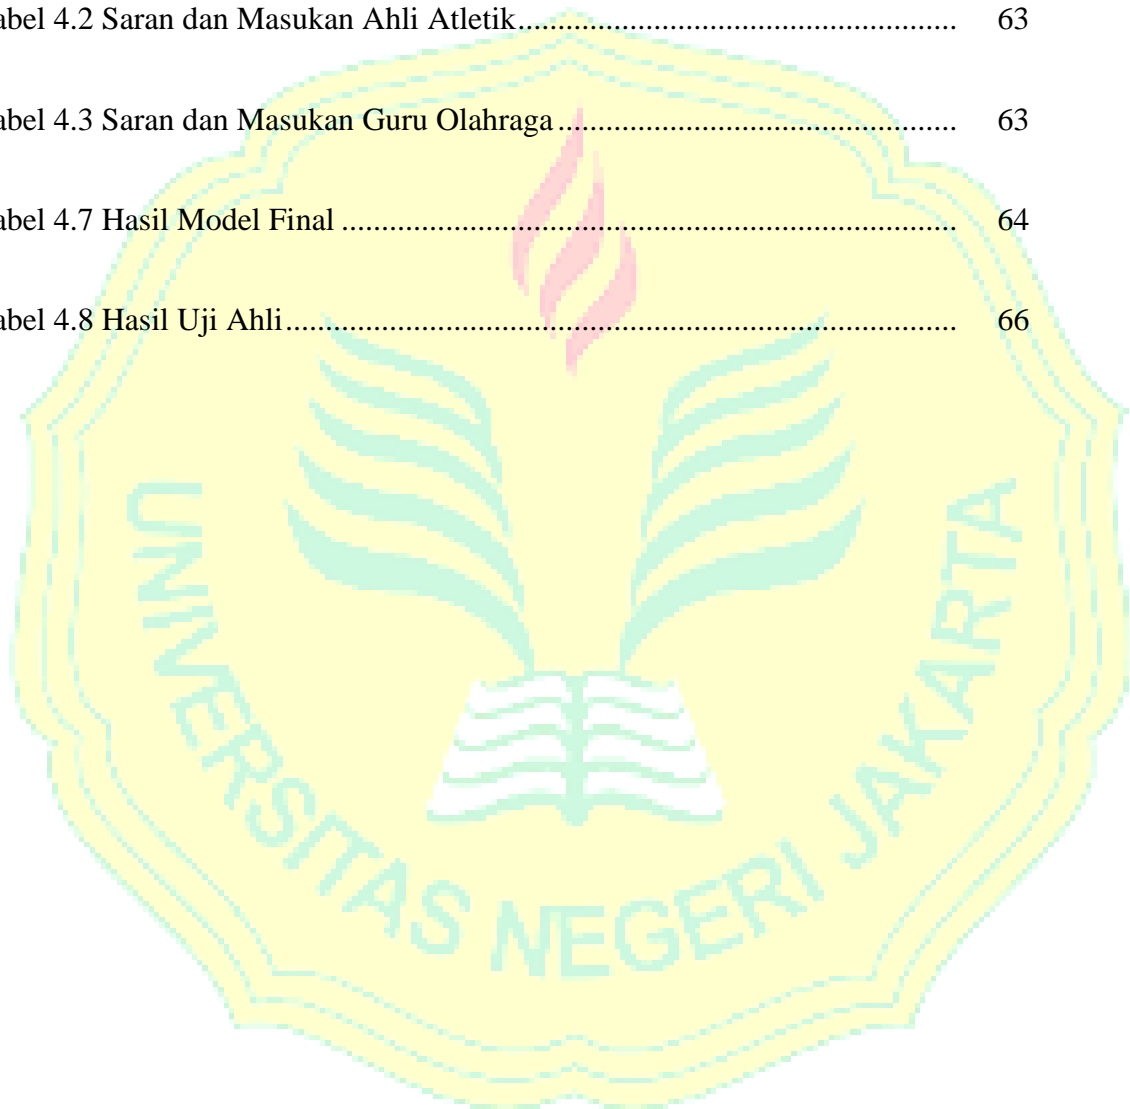 abel 4.2 Saran dan Masukan Ahli Atletik........................................................ 63
abel 4.3 Saran dan Masukan Guru Olahraga................................................... 63
abel 4.7 Hasil Model Final.............................................................................. 64
abel 4.8 Hasil Uji Ahli..................................................................................... 66
UNIVERSITAS NEGERI JAKARTA